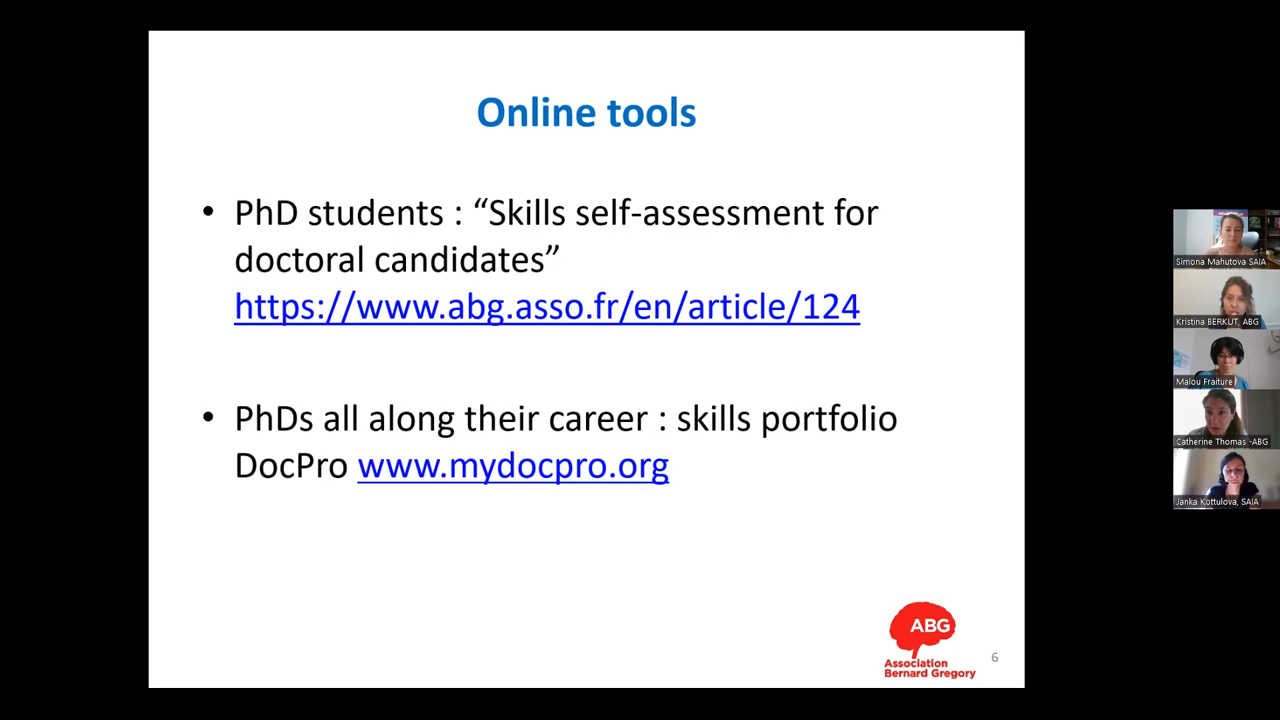 Online tools
• PhD students : “Skills self-assessment for
doctoral candidates”
https://www.abg.asso.fr/en/article/124
• PhDs all along their career : skills portfolio
DocPro www.mydocpro.org
ABG
Association
Bernard Gregory
6
Simona Mahutova SAIA
Kristina BERKUT, ABG
Malou Fraiture
Catherine Thomas -ABG
Janka Kottulova, SAIA